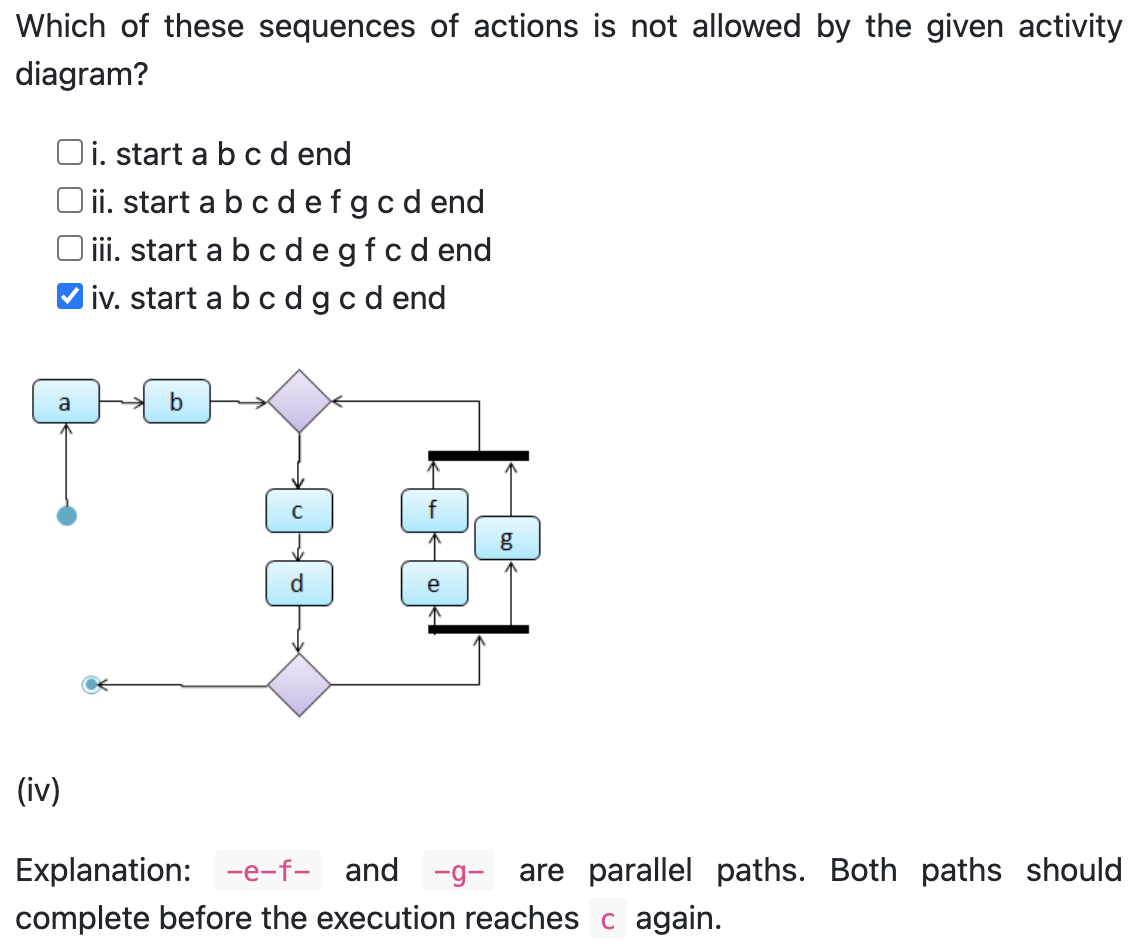 Which of these sequences of actions is not allowed by the given activity
diagram?
i. start a b c d end
ii. start a b c d e f g c d end
iii. start a b c d e g f c d end
iv. start a b c d g c d end
a
b
c
f
g
d
e
(iv)
Explanation: -e-f- and -g- are parallel paths. Both paths should
complete before the execution reaches c again.